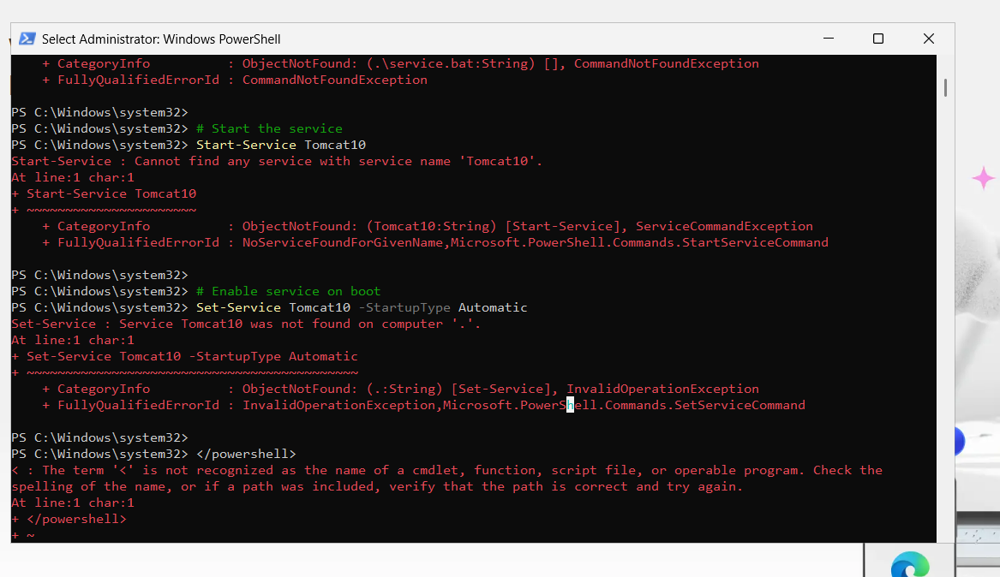 Select Administrator: Windows PowerShell
    + CategoryInfo          : ObjectNotFound: (.\service.bat:String) [], CommandNotFoundException
    + FullyQualifiedErrorId : CommandNotFoundException
PS C:\Windows\system32>
PS C:\Windows\system32> # Start the service
PS C:\Windows\system32> Start-Service Tomcat10
Start-Service : Cannot find any service with service name 'Tomcat10'.
At line:1 char:1
+ Start-Service Tomcat10
+ ~~~~~~~~~~~~~~~~~~~~~~
    + CategoryInfo          : ObjectNotFound: (Tomcat10:String) [Start-Service], ServiceCommandException
    + FullyQualifiedErrorId : NoServiceFoundForGivenName,Microsoft.PowerShell.Commands.StartServiceCommand
PS C:\Windows\system32>
PS C:\Windows\system32> # Enable service on boot
PS C:\Windows\system32> Set-Service Tomcat10 -StartupType Automatic
Set-Service : Service Tomcat10 was not found on computer '.'.
At line:1 char:1
+ Set-Service Tomcat10 -StartupType Automatic
+ ~~~~~~~~~~~~~~~~~~~~~~~~~~~~~~~~~~~~~~~~~~~
    + CategoryInfo          : ObjectNotFound: (.:String) [Set-Service], InvalidOperationException
    + FullyQualifiedErrorId : InvalidOperationException,Microsoft.PowerShell.Commands.SetServiceCommand
PS C:\Windows\system32>
PS C:\Windows\system32> </powershell>
< : The term '<' is not recognized as the name of a cmdlet, function, script file, or operable program. Check the
spelling of the name, or if a path was included, verify that the path is correct and try again.
At line:1 char:1
+ </powershell>
+ ~